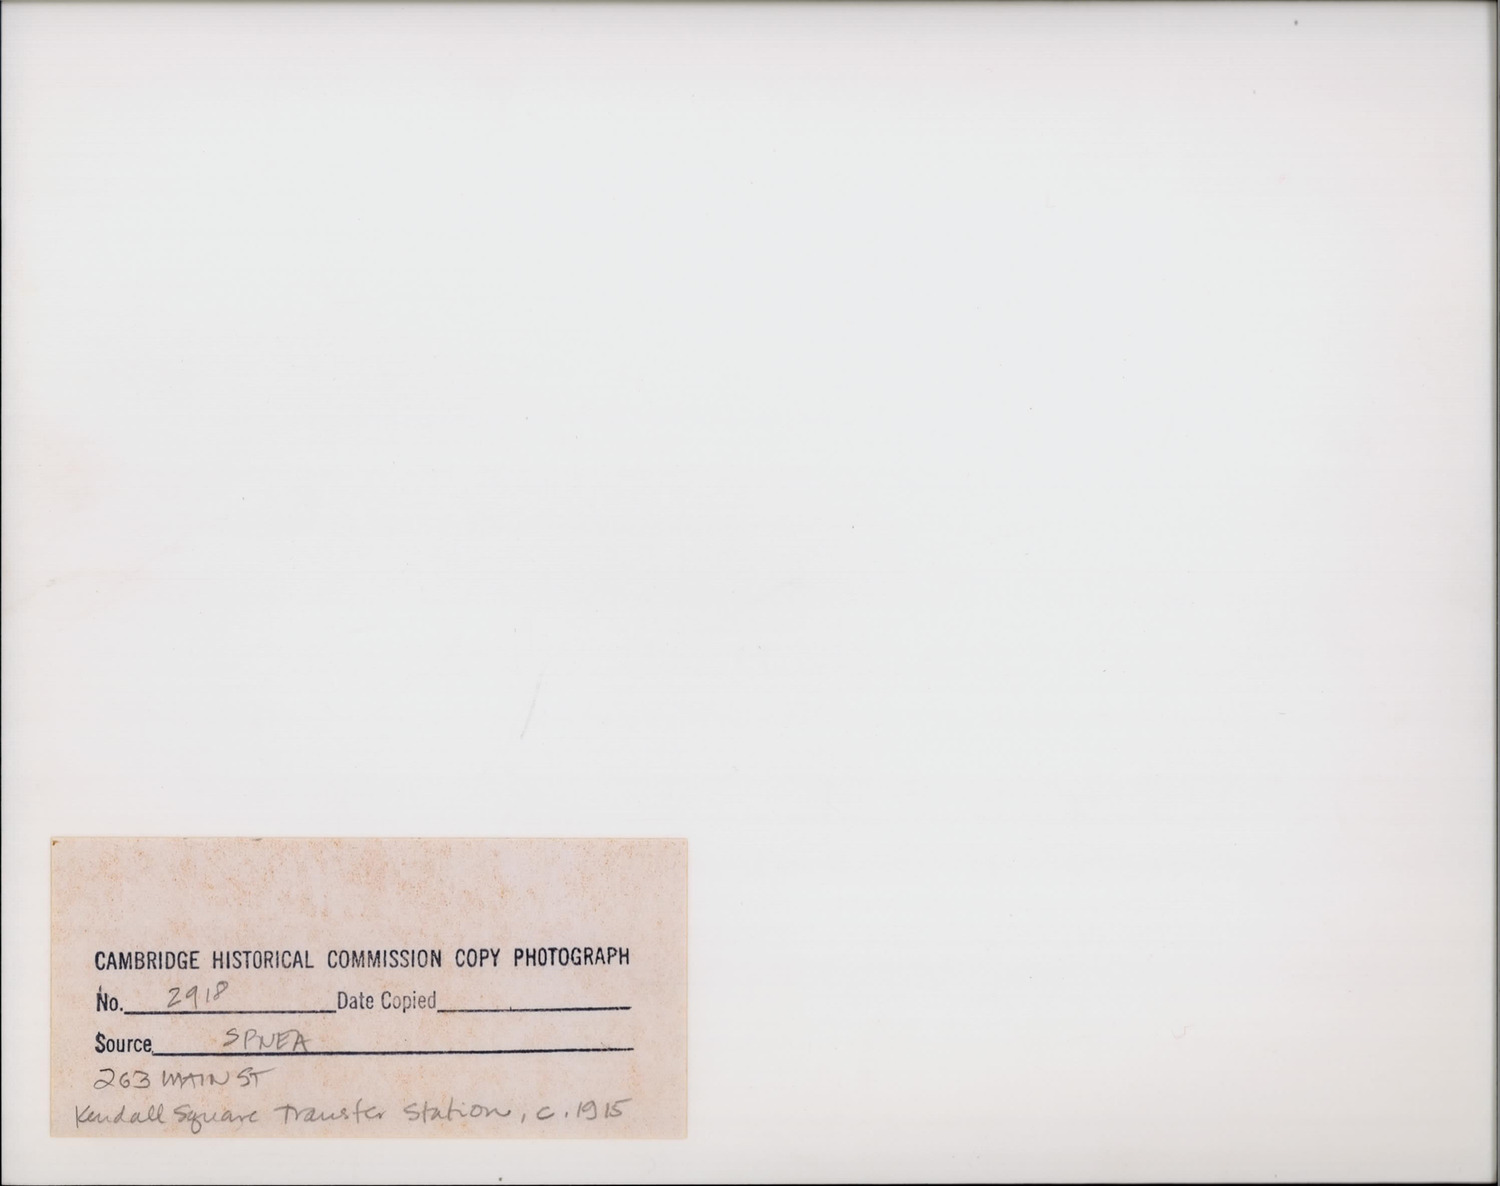 CAMBRIDGE HISTORICAL COMMISSION COPY PHOTOGRAPH
No. 2918 Date Copied
Source SPNEA
263 MAIN ST
Kendall Square Transfer Station, c. 1915